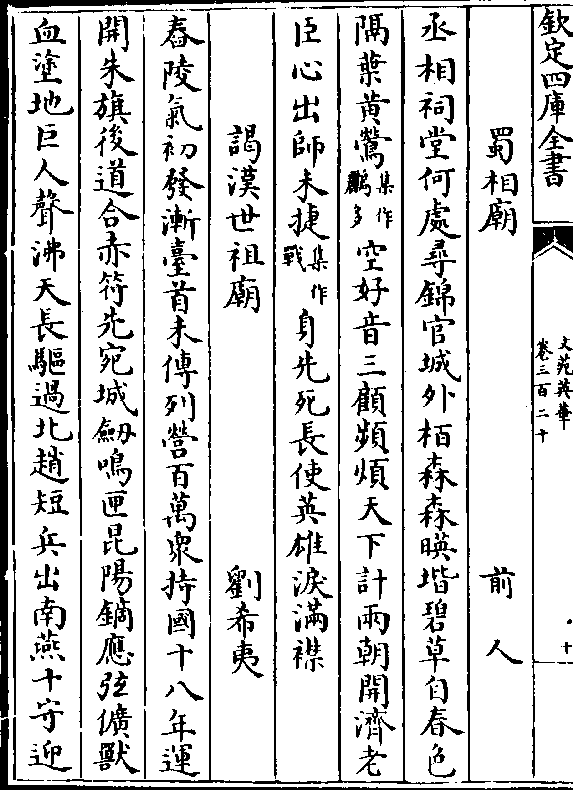 欽定四庫全書
文苑英華
卷三百二十
十
蜀相廟　前人
丞相祠堂何處尋錦官城外栢森森暎堦碧草自春色
隔葉黄鶯集作鸝多空好音三顧頻煩天下計兩朝開濟老
臣心出師未捷集作戰身先死長使英雄淚滿襟
謁漢世祖廟　劉希夷
舂陵氣初發漸臺首未傳列營百萬衆持國十八年運
開朱旗後道合赤符先宛城劒鳴匣昆陽鏑應弦獷獸
血塗地巨人聲沸天長驅過北趙短兵出南燕十守迎